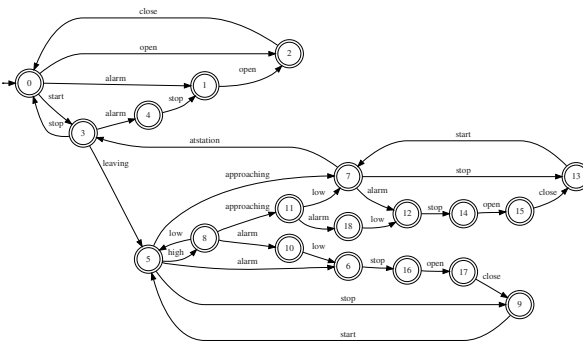 close
open
2
0
alarm
1
open
start
stop
alarm
4
stop
3
atstation
start
leaving
approaching
7
stop
13
alarm
low
approaching
11
12
stop
14
open
15
close
alarm
18
low
low
8
high
alarm
10
low
5
alarm
6
stop
16
open
17
close
stop
9
start